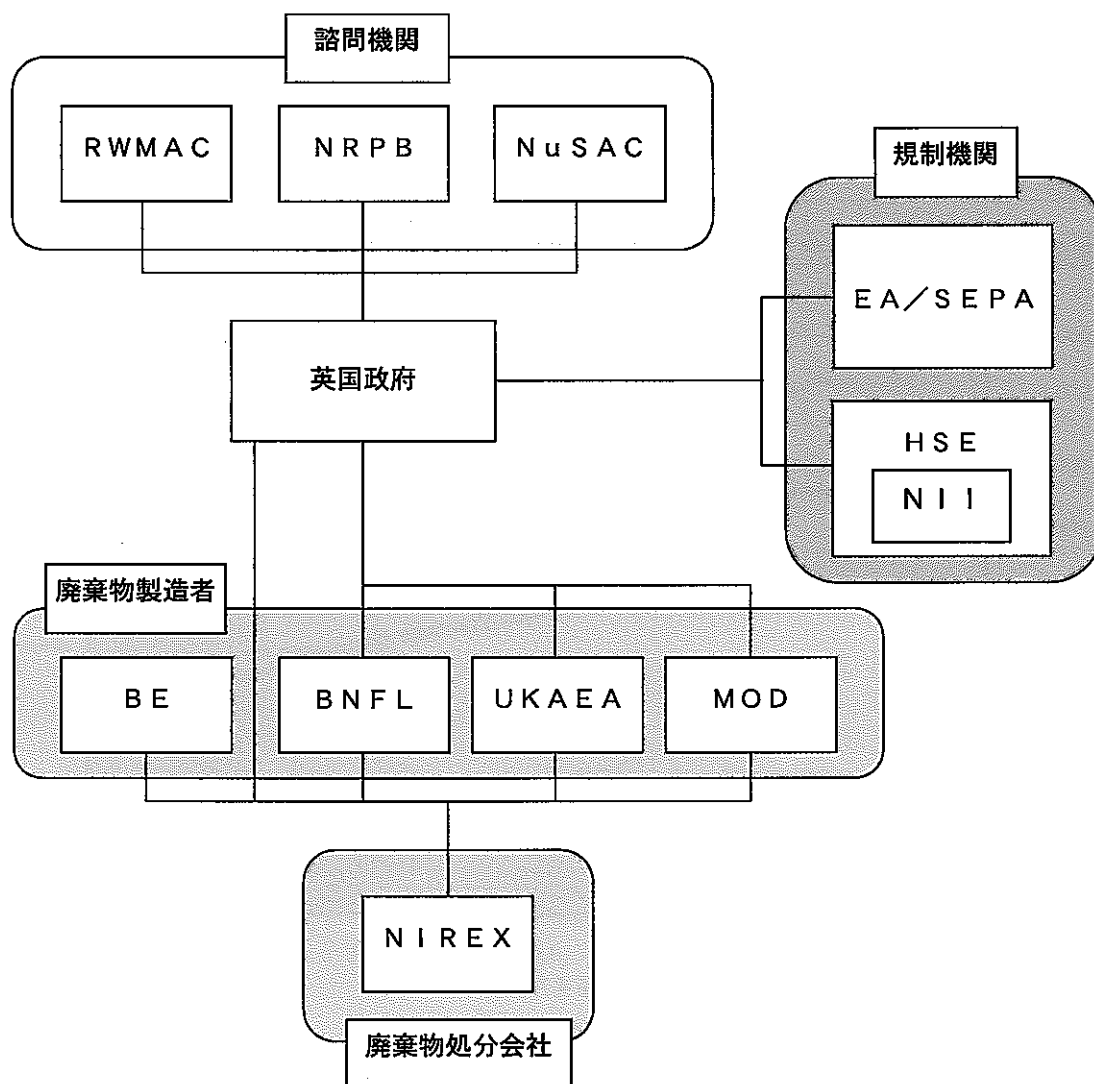 諮問機関
ＲＷＭＡＣ
ＮＲＰＢ
ＮｕＳＡＣ
規制機関
ＥＡ／ＳＥＰＡ
英国政府
ＨＳＥ
ＮＩＩ
廃棄物製造者
ＢＥ
ＢＮＦＬ
ＵＫＡＥＡ
ＭＯＤ
ＮＩＲＥＸ
廃棄物処分会社